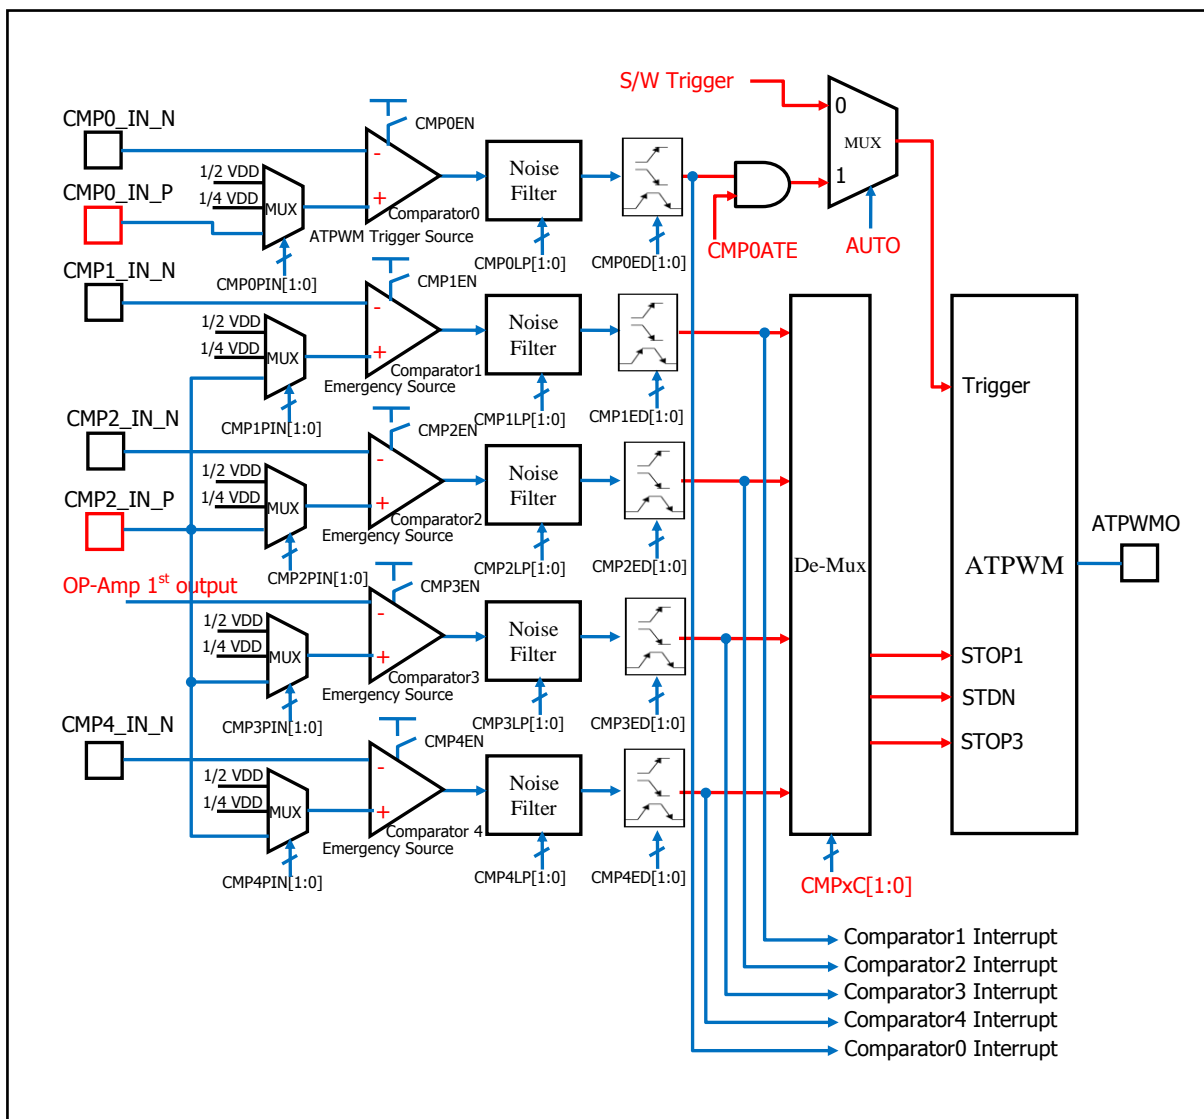 S/W Trigger
0
MUX
1
CMP0_IN_N
CMP0EN
-
1/2 VDD
1/4 VDD
MUX
CMP0_IN_P
+
Comparator0
ATPWM Trigger Source
Noise
Filter
CMP0LP[1:0]
CMP0ED[1:0]
CMP0ATE
AUTO
CMP0PIN[1:0]
CMP1_IN_N
CMP1EN
-
1/2 VDD
1/4 VDD
MUX
+
Comparator1
Emergency Source
Noise
Filter
CMP1LP[1:0]
CMP1ED[1:0]
CMP1PIN[1:0]
CMP2_IN_N
CMP2EN
-
1/2 VDD
1/4 VDD
MUX
CMP2_IN_P
+
Comparator2
Emergency Source
Noise
Filter
CMP2LP[1:0]
CMP2ED[1:0]
CMP2PIN[1:0]
OP-Amp 1st output
CMP3EN
-
1/2 VDD
1/4 VDD
MUX
+
Comparator3
Emergency Source
Noise
Filter
CMP3LP[1:0]
CMP3ED[1:0]
CMP3PIN[1:0]
CMP4_IN_N
CMP4EN
-
1/2 VDD
1/4 VDD
MUX
+
Comparator 4
Emergency Source
Noise
Filter
CMP4LP[1:0]
CMP4ED[1:0]
CMP4PIN[1:0]
De-Mux
CMPxC[1:0]
Trigger
ATPWM
STOP1
STDN
STOP3
ATPWMO
Comparator1 Interrupt
Comparator2 Interrupt
Comparator3 Interrupt
Comparator4 Interrupt
Comparator0 Interrupt